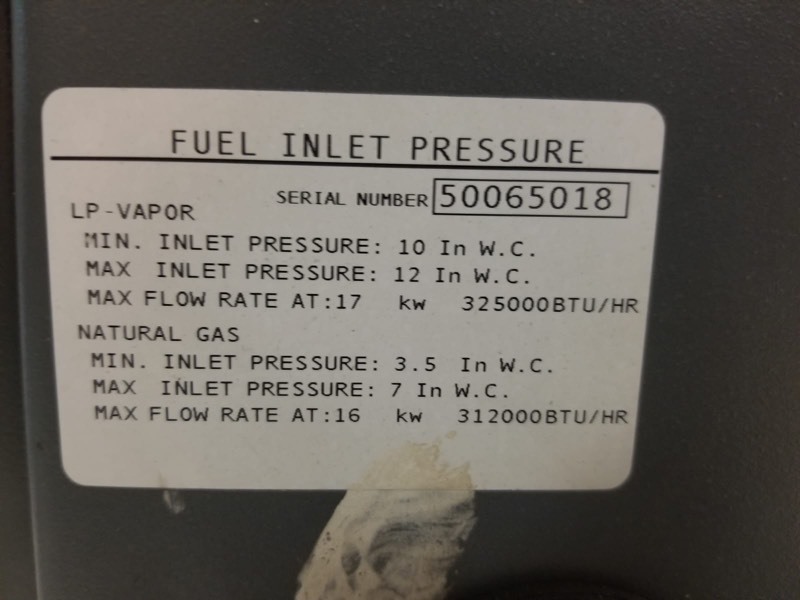 FUEL INLET PRESSURE
SERIAL NUMBER 50065018
LP-VAPOR
MIN. INLET PRESSURE: 10 In W.C.
MAX INLET PRESSURE: 12 In W.C.
MAX FLOW RATE AT:17 kw 325000BTU/HR
NATURAL GAS
MIN. INLET PRESSURE: 3.5 In W.C.
MAX INLET PRESSURE: 7 In W.C.
MAX FLOW RATE AT:16 kw 312000BTU/HR